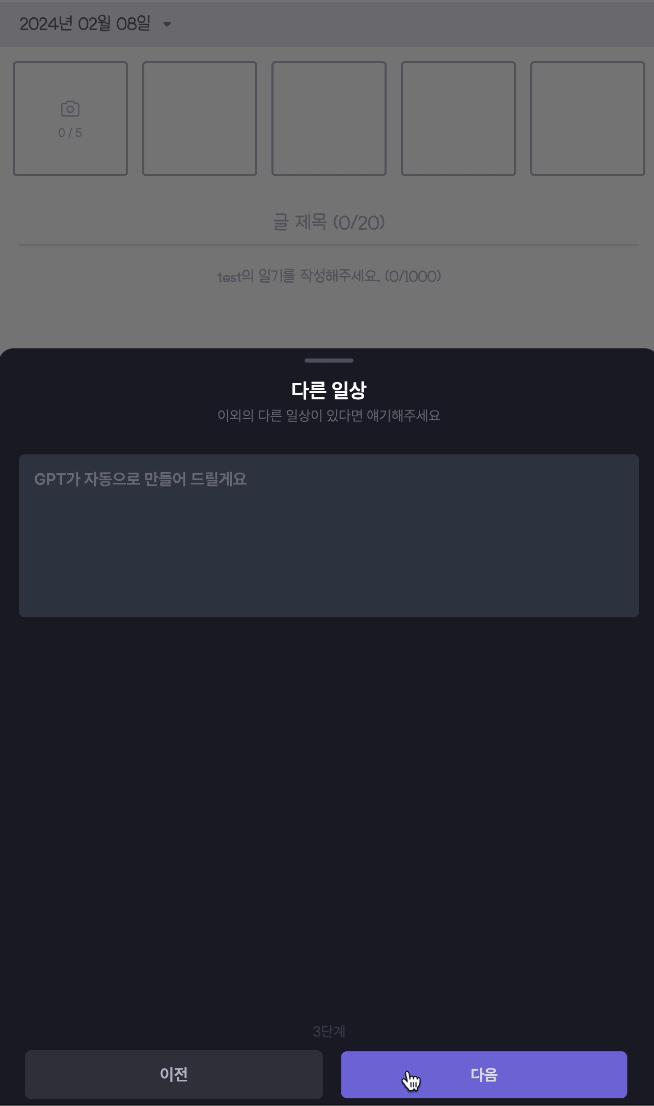 2024년 02월 08일
0 / 5
글 제목 (0/20)
test의 일기를 작성해주세요. (0/1000)
다른 일상
이외의 다른 일상이 있다면 얘기해주세요
GPT가 자동으로 만들어 드릴게요
3단계
이전
다음